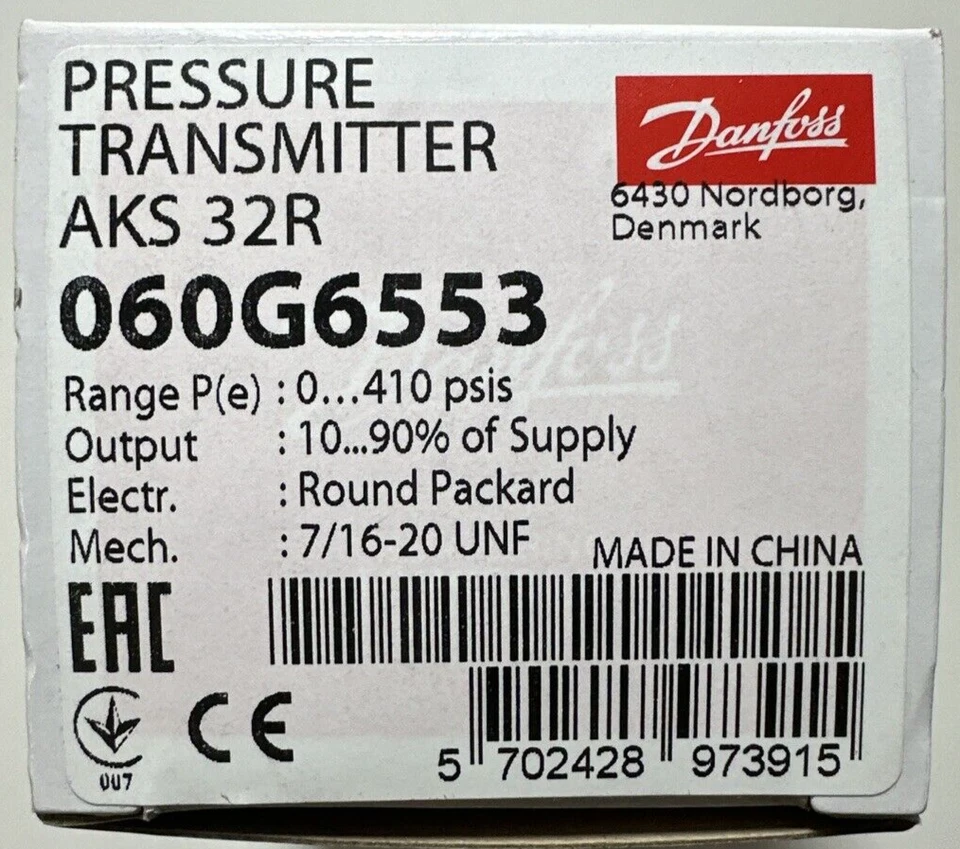 PRESSURE
TRANSMITTER
AKS 32R
Danfoss
6430 Nordborg,
Denmark
060G6553
Danfoss
Range P(e) : 0...410 psis
Output : 10...90% of Supply
Electr. : Round Packard
Mech. : 7/16-20 UNF
MADE IN CHINA
EAC
CE
007
5 702428 973915